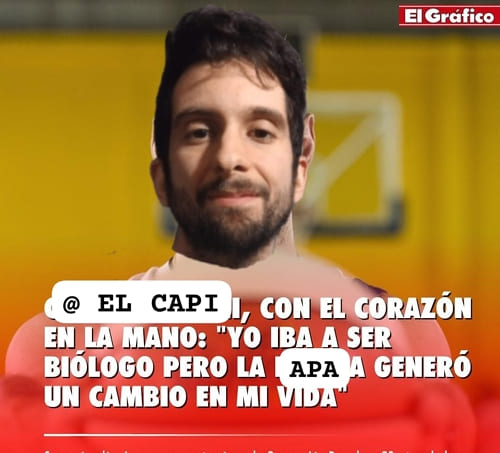 El Gráfico
@ EL CAPI I, CON EL CORAZÓN
EN LA MANO: "YO IBA A SER
BIÓLOGO PERO LA APA A GENERÓ
UN CAMBIO EN MI VIDA"